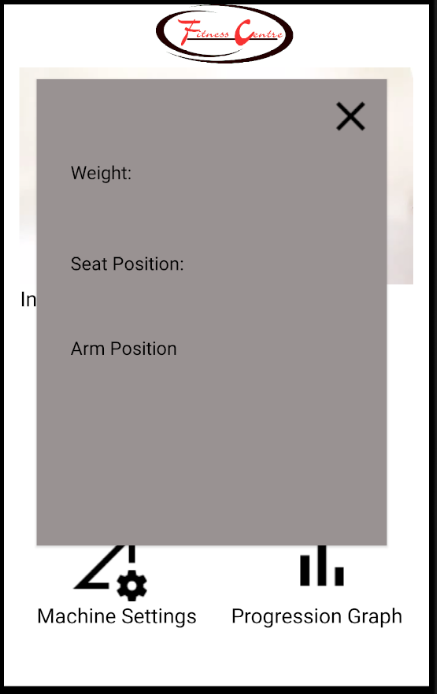 Fitness Centre
Weight:
Seat Position:
In
Arm Position
Machine Settings
Progression Graph